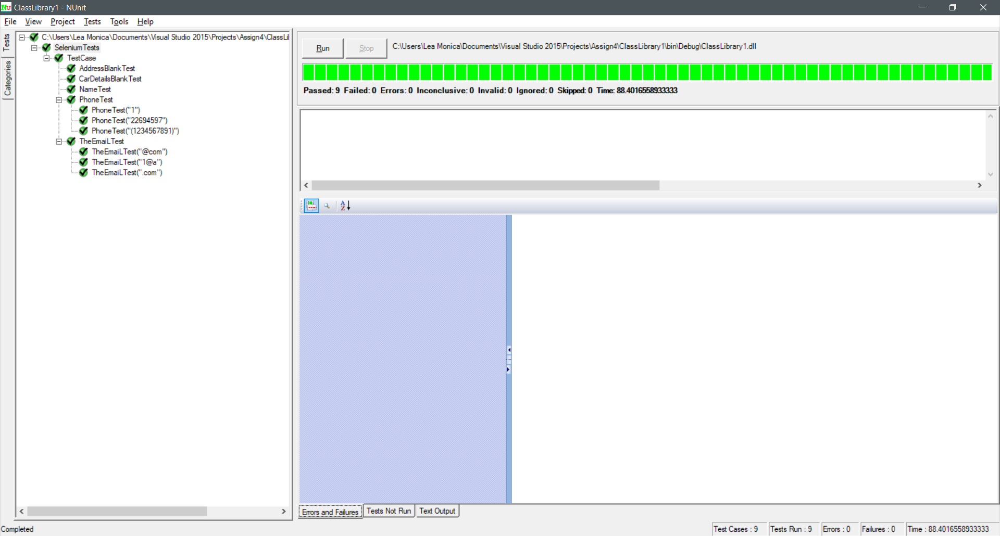 NU ClassLibrary1 - NUnit
File View Project Tests Tools Help
Tests
Categories
C:\Users\Lea Monica\Documents\Visual Studio 2015\Projects\Assign4\ClassLi
SeleniumTests
TestCase
AddressBlankTest
CarDetailsBlankTest
NameTest
PhoneTest
PhoneTest("1")
PhoneTest("22694597")
PhoneTest("(1234567891)")
TheEmaiLTest
TheEmaiLTest("@com")
TheEmaiLTest("1@a")
TheEmaiLTest(".com")
Run Stop C:\Users\Lea Monica\Documents\Visual Studio 2015\Projects\Assign4\ClassLibrary1\bin\Debug\ClassLibrary1.dll
Passed: 9 Failed: 0 Errors: 0 Inconclusive: 0 Invalid: 0 Ignored: 0 Skipped: 0 Time: 88.4016558933333
A
Z
Errors and Failures Tests Not Run Text Output
Completed Test Cases : 9 Tests Run : 9 Errors : 0 Failures : 0 Time : 88.4016558933333